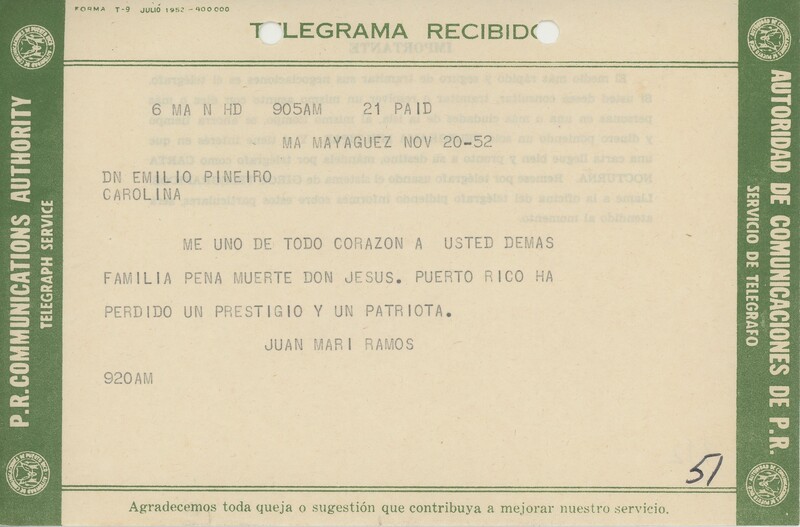 FORMA T-9 JULIO 1952-400000
TELEGRAMA RECIBIDO
6 MA N HD 905AM 21 PAID
MA MAYAGUEZ NOV 20-52
DN EMILIO PINEIRO
CAROLINA
ME UNO DE TODO CORAZON A USTED DEMAS
FAMILIA PENA MUERTE DON JESUS. PUERTO RICO HA
PERDIDO UN PRESTIGIO Y UN PATRIOTA.
JUAN MARI RAMOS
920AM
51
Agradecemos toda queja o sugestión que contribuya a mejorar nuestro servicio.
P.R. COMMUNICATIONS AUTHORITY
TELEGRAPH SERVICE
AUTORIDAD DE COMUNICACIONES DE P.R.
SERVICIO DE TELEGRAFO